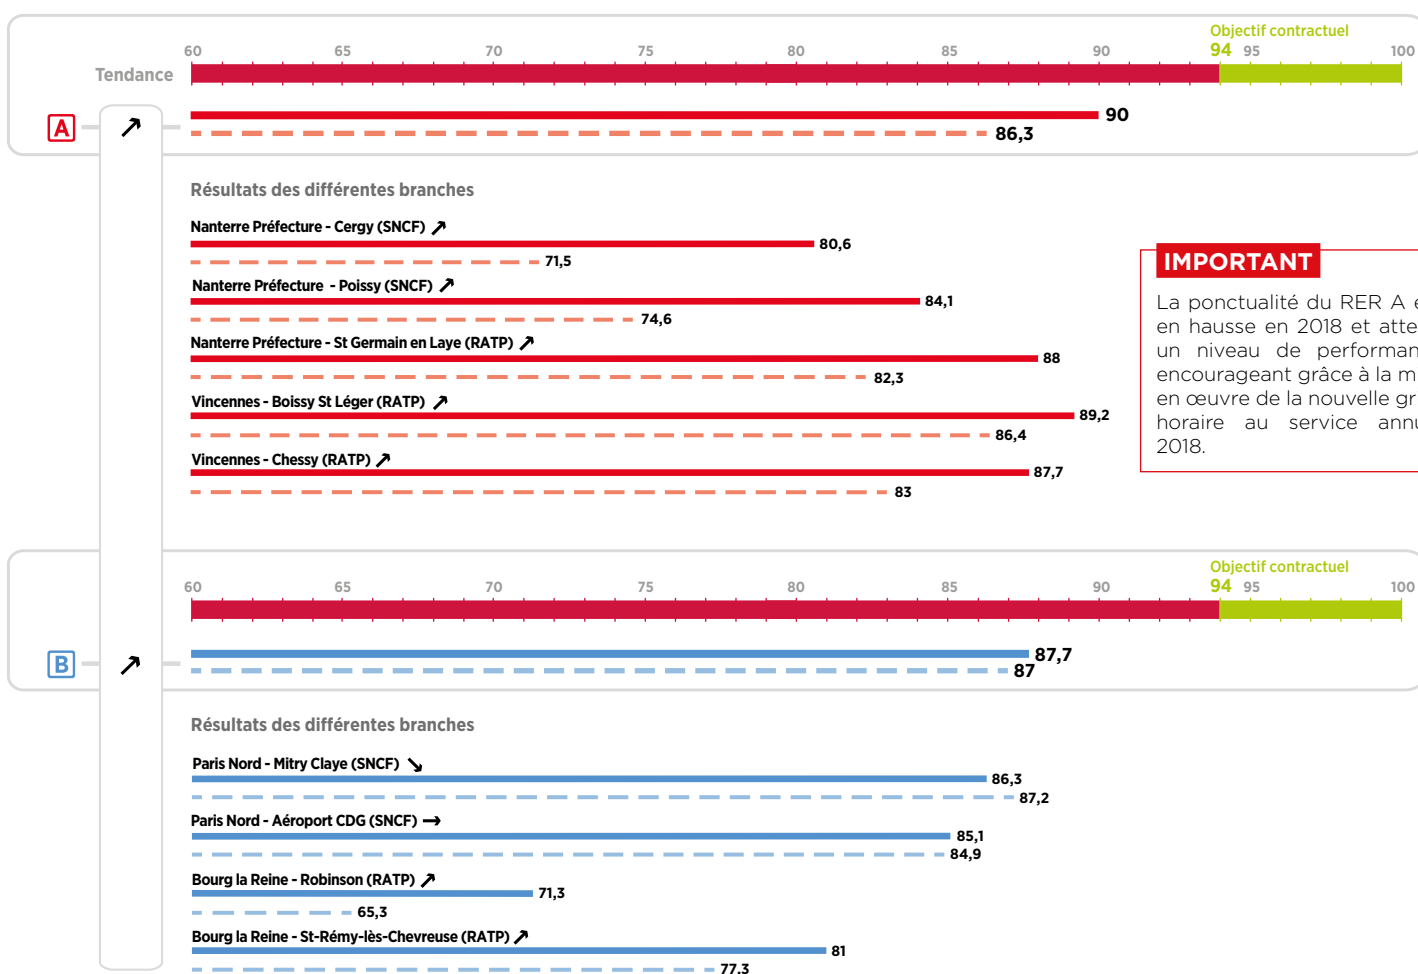 Objectif contractuel
60 65 70 75 80 85 90 94 95 100
Tendance
A ↗ 90
86,3
Résultats des différentes branches
Nanterre Préfecture - Cergy (SNCF) ↗
80,6
71,5
Nanterre Préfecture - Poissy (SNCF) ↗
84,1
74,6
Nanterre Préfecture - St Germain en Laye (RATP) ↗
88
82,3
Vincennes - Boissy St Léger (RATP) ↗
89,2
86,4
Vincennes - Chessy (RATP) ↗
87,7
83
IMPORTANT
La ponctualité du RER A
en hausse en 2018 et
un niveau de
encourageant grâce à la
en œuvre de la nouvelle
horaire au service
2018.
Objectif contractuel
60 65 70 75 80 85 90 94 95 100
B ↗ 87,7
87
Résultats des différentes branches
Paris Nord - Mitry Claye (SNCF) ↘
86,3
87,2
Paris Nord - Aéroport CDG (SNCF) →
85,1
84,9
Bourg la Reine - Robinson (RATP) ↗
71,3
65,3
Bourg la Reine - St-Rémy-lès-Chevreuse (RATP) ↗
81
77,3